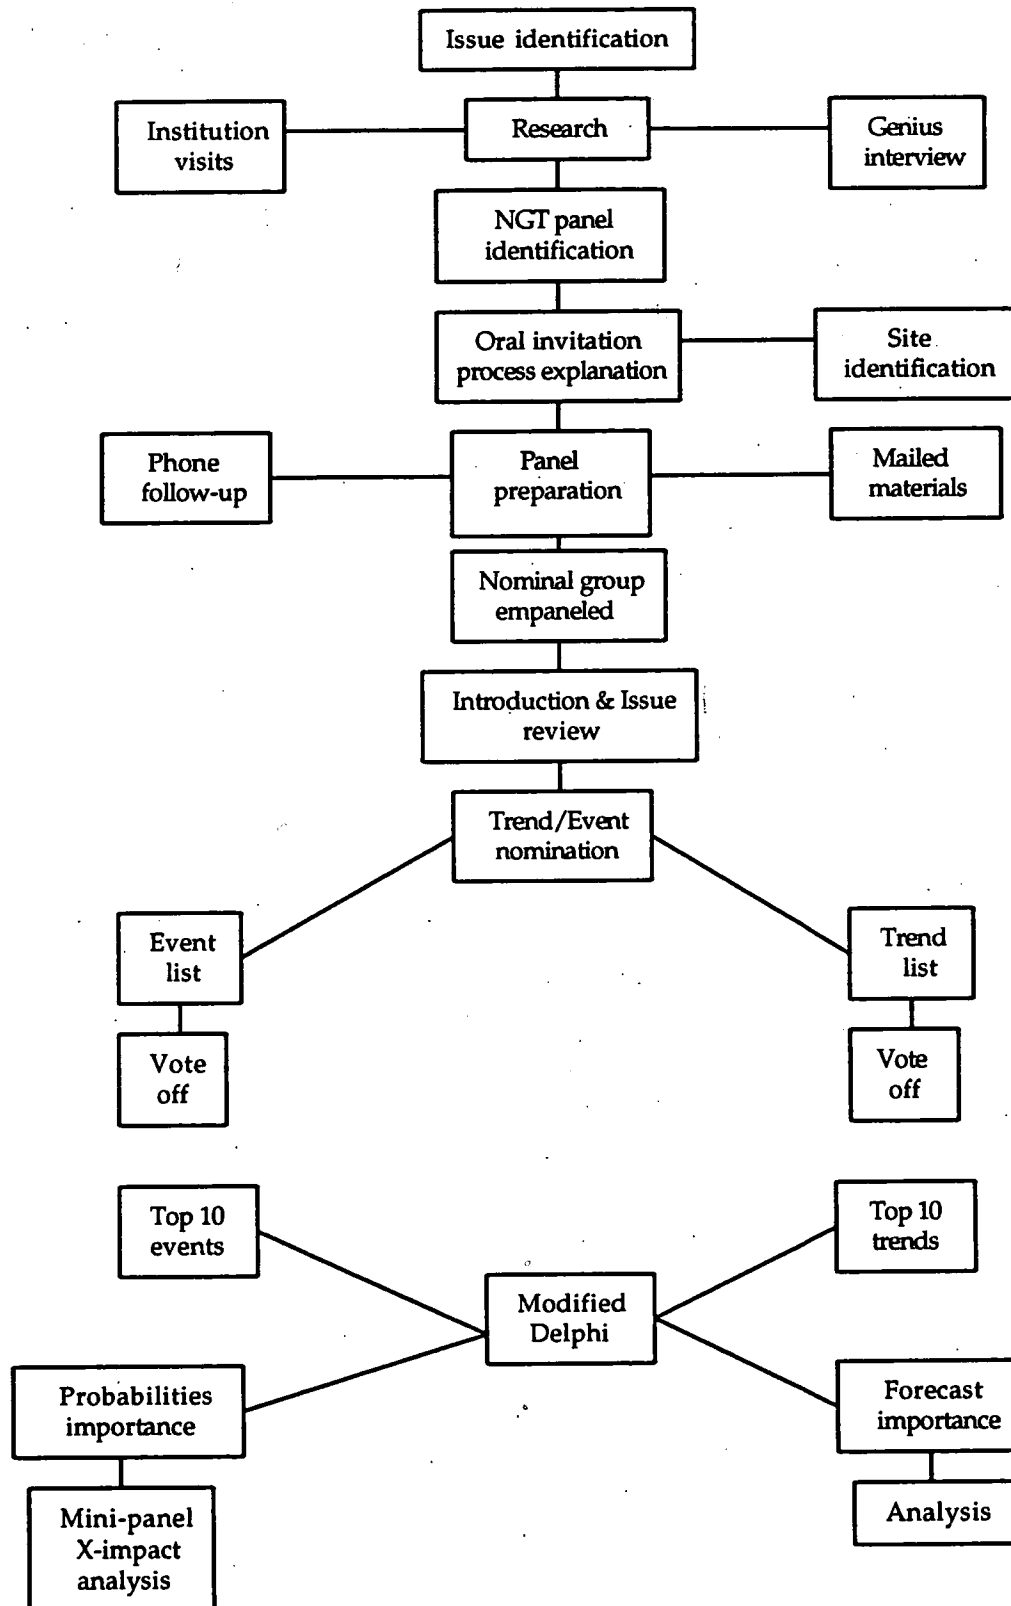 Issue identification
Institution
visits
Research
Genius
interview
NGT panel
identification
Oral invitation
process explanation
Site
identification
Phone
follow-up
Panel
preparation
Mailed
materials
Nominal group
empaneled
Introduction & Issue
review
Trend/Event
nomination
Event
list
Trend
list
Vote
off
Vote
off
Top 10
events
Top 10
trends
Modified
Delphi
Probabilities
importance
Forecast
importance
Mini-panel
X-impact
analysis
Analysis